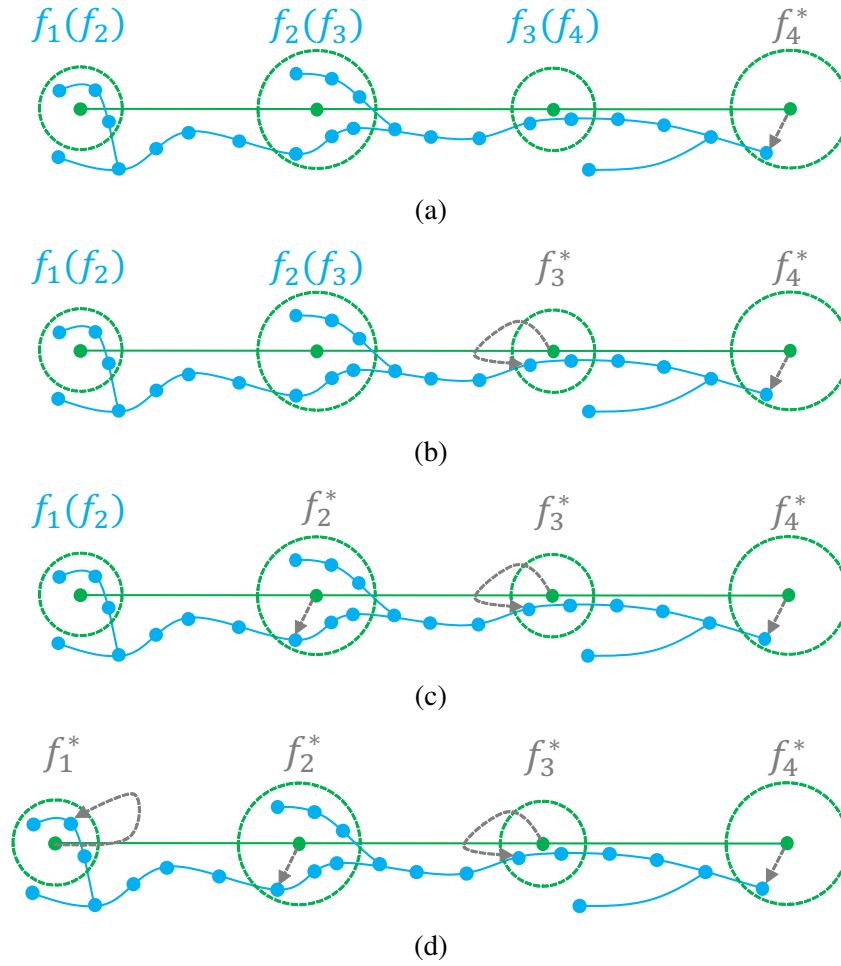 f₁(f₂) f₂(f₃) f₃(f₄) f₄*
(a)
f₁(f₂) f₂(f₃) f₃* f₄*
(b)
f₁(f₂) f₂* f₃* f₄*
(c)
f₁* f₂* f₃* f₄*
(d)